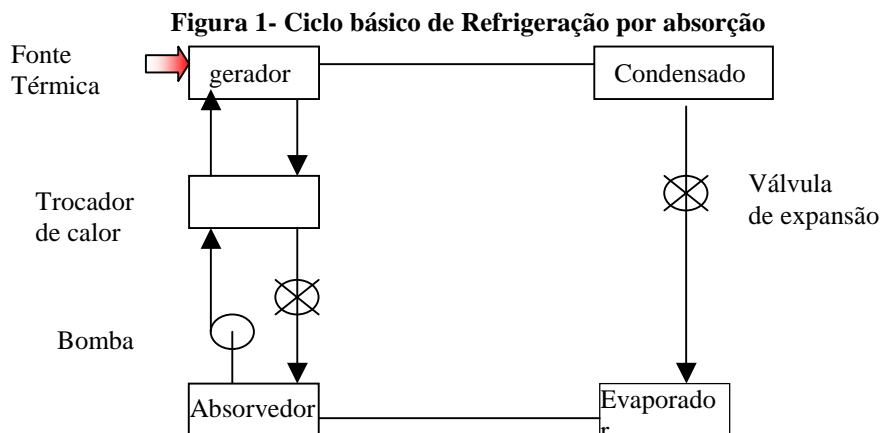 Figura 1- Ciclo básico de Refrigeração por absorção
Fonte
Térmica
gerador
Condensado
Trocador
de calor
Válvula
de expansão
Bomba
Absorvedor
Evaporado
r